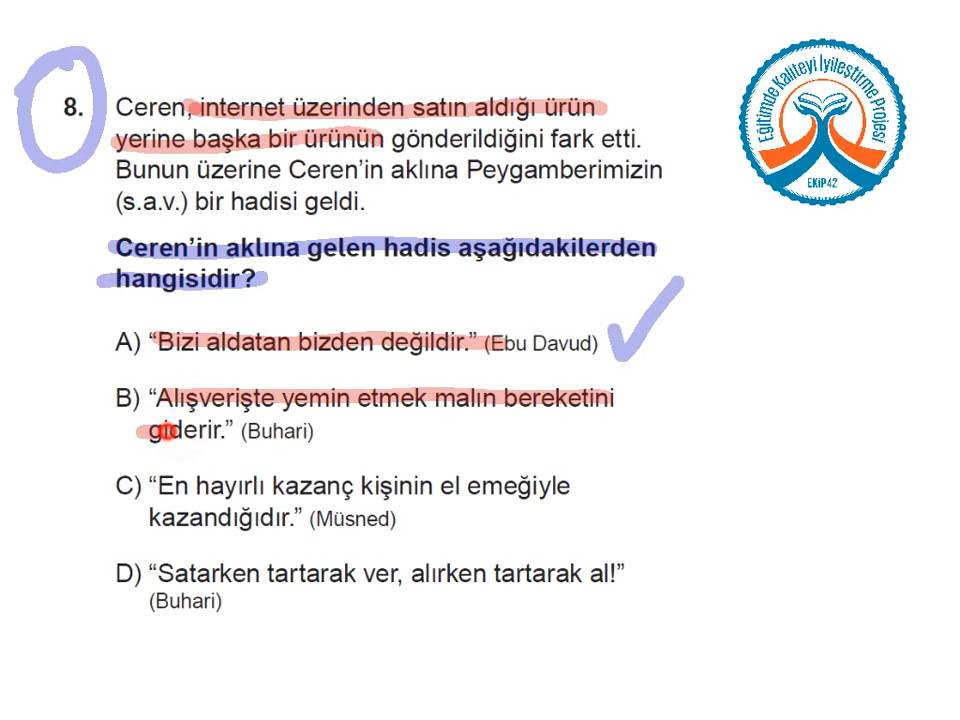 Eğitimde Kaliteyi İyileştirme Projesi
EKİP42
8. Ceren, internet üzerinden satın aldığı ürün
yerine başka bir ürünün gönderildiğini fark etti.
Bunun üzerine Ceren’in aklına Peygamberimizin
(s.a.v.) bir hadisi geldi.
Ceren’in aklına gelen hadis aşağıdakilerden
hangisidir?
A) “Bizi aldatan bizden değildir.” (Ebu Davud)
B) “Alışverişte yemin etmek malın bereketini
giderir.” (Buhari)
C) “En hayırlı kazanç kişinin el emeğiyle
kazandığıdır.” (Müsned)
D) “Satarken tartarak ver, alırken tartarak al!”
(Buhari)